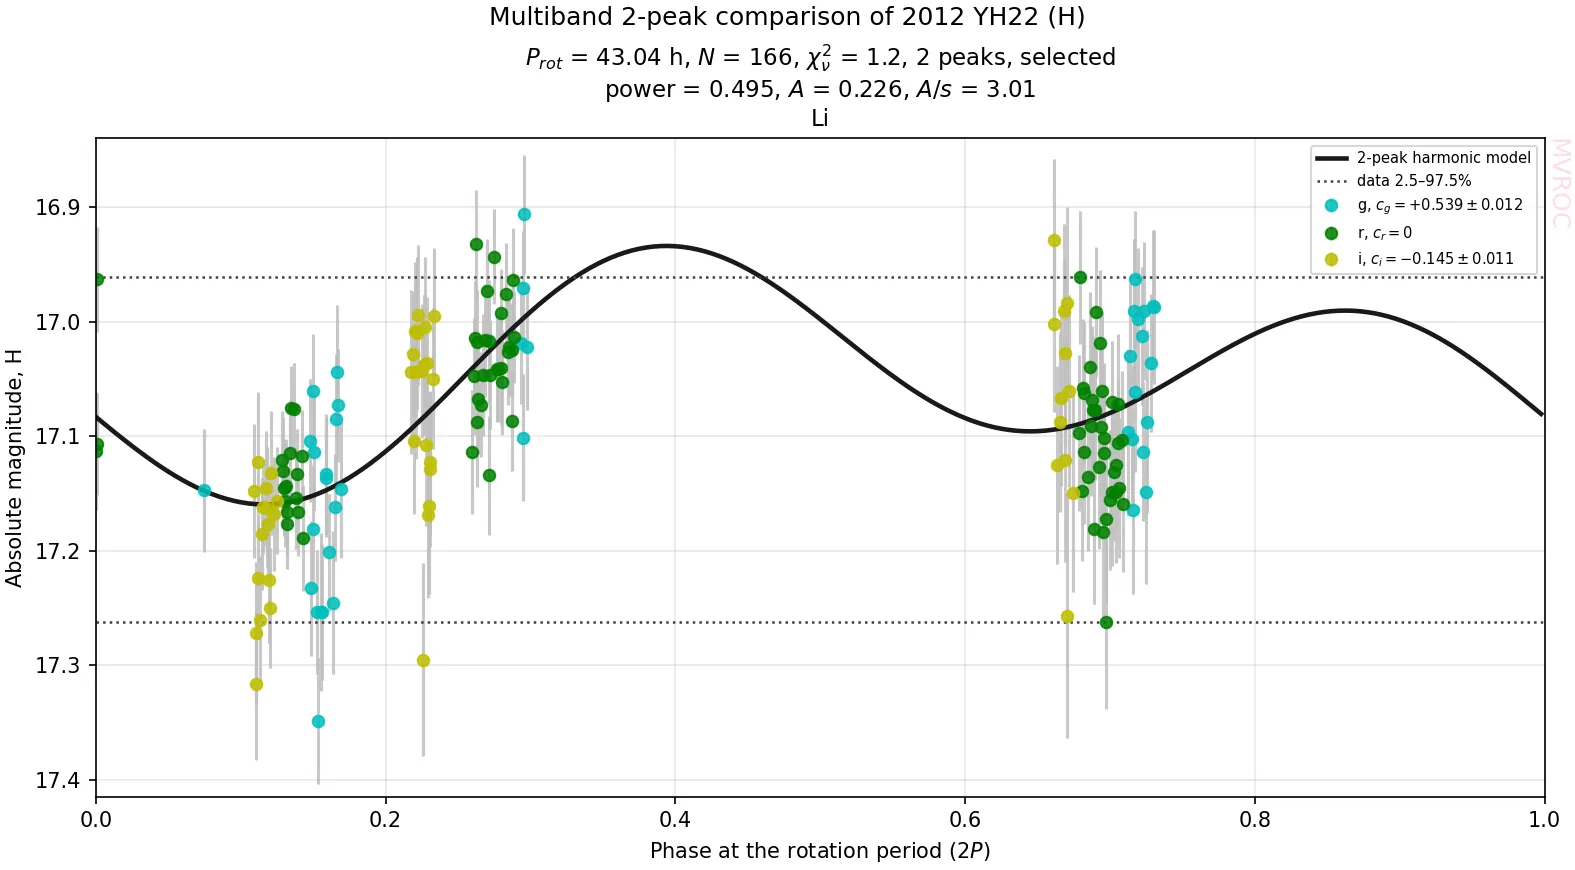 Multiband 2-peak comparison of 2012 YH22 (H)
P_rot = 43.04 h, N = 166, χ²_ν = 1.2, 2 peaks, selected
power = 0.495, A = 0.226, A/s = 3.01
Li
MVROC
2-peak harmonic model
data 2.5–97.5%
g, c_g = +0.539 ± 0.012
r, c_r = 0
i, c_i = −0.145 ± 0.011
Absolute magnitude, H
16.9
17.0
17.1
17.2
17.3
17.4
0.0 0.2 0.4 0.6 0.8 1.0
Phase at the rotation period (2P)